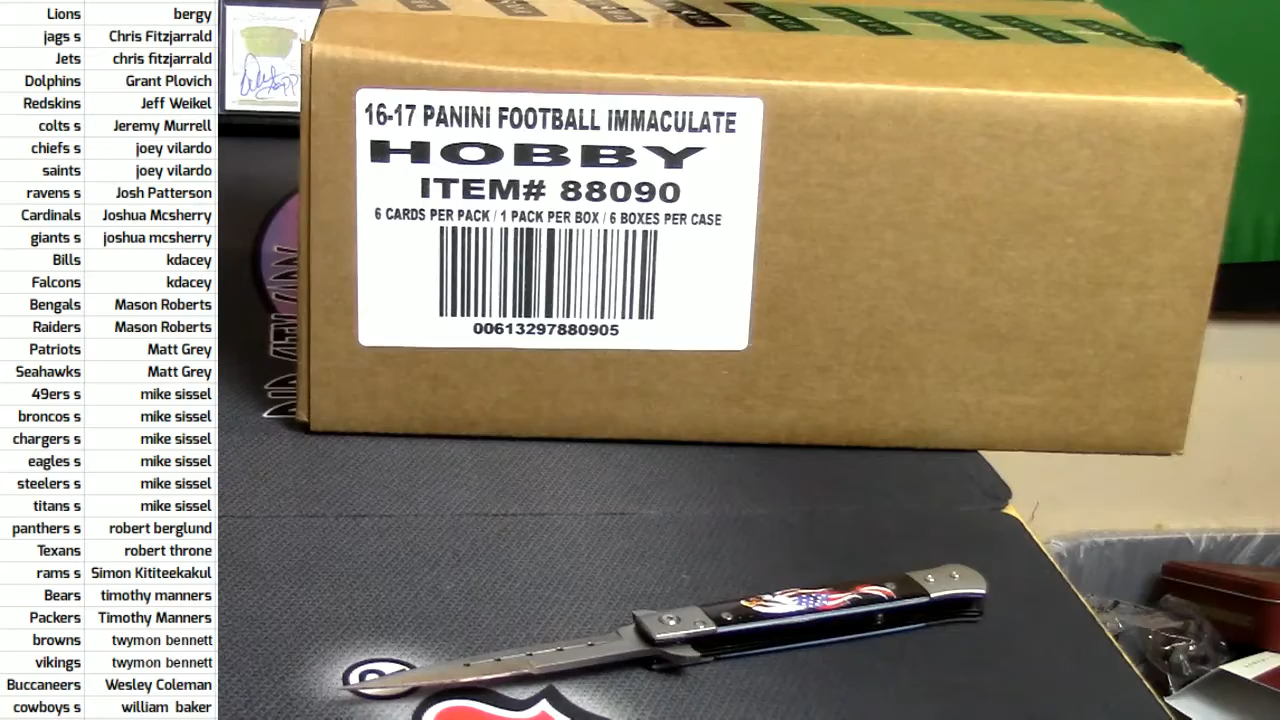 Lions bergy
jags s Chris Fitzjarrald
Jets chris fitzjarrald
Dolphins Grant Plovich
Redskins Jeff Weikel
colts s Jeremy Murrell
chiefs s joey vilardo
saints joey vilardo
ravens s Josh Patterson
Cardinals Joshua Mcsherry
giants s joshua mcsherry
Bills kdacey
Falcons kdacey
Bengals Mason Roberts
Raiders Mason Roberts
Patriots Matt Grey
Seahawks Matt Grey
49ers s mike sissel
broncos s mike sissel
chargers s mike sissel
eagles s mike sissel
steelers s mike sissel
titans s mike sissel
panthers s robert berglund
Texans robert throne
rams s Simon Kititeekakul
Bears timothy manners
Packers Timothy Manners
browns twymon bennett
vikings twymon bennett
Buccaneers Wesley Coleman
cowboys s william baker
16-17 PANINI FOOTBALL IMMACULATE
HOBBY
ITEM# 88090
6 CARDS PER PACK / 1 PACK PER BOX / 6 BOXES PER CASE
00613297880905